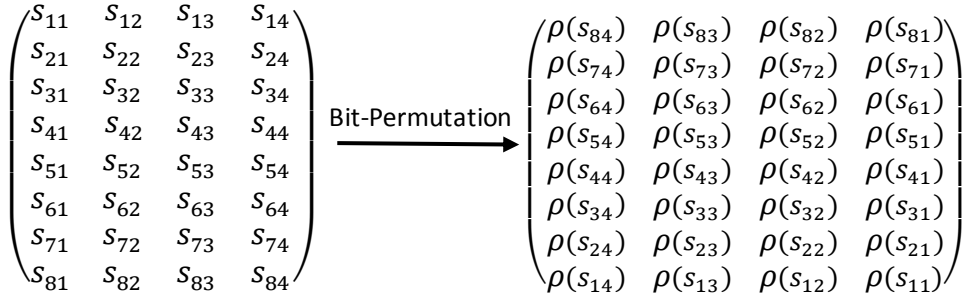 s₁₁ s₁₂ s₁₃ s₁₄ ρ(s₈₄) ρ(s₈₃) ρ(s₈₂) ρ(s₈₁)
s₂₁ s₂₂ s₂₃ s₂₄ ρ(s₇₄) ρ(s₇₃) ρ(s₇₂) ρ(s₇₁)
s₃₁ s₃₂ s₃₃ s₃₄ ρ(s₆₄) ρ(s₆₃) ρ(s₆₂) ρ(s₆₁)
s₄₁ s₄₂ s₄₃ s₄₄ Bit-Permutation ρ(s₅₄) ρ(s₅₃) ρ(s₅₂) ρ(s₅₁)
s₅₁ s₅₂ s₅₃ s₅₄ ρ(s₄₄) ρ(s₄₃) ρ(s₄₂) ρ(s₄₁)
s₆₁ s₆₂ s₆₃ s₆₄ ρ(s₃₄) ρ(s₃₃) ρ(s₃₂) ρ(s₃₁)
s₇₁ s₇₂ s₇₃ s₇₄ ρ(s₂₄) ρ(s₂₃) ρ(s₂₂) ρ(s₂₁)
s₈₁ s₈₂ s₈₃ s₈₄ ρ(s₁₄) ρ(s₁₃) ρ(s₁₂) ρ(s₁₁)